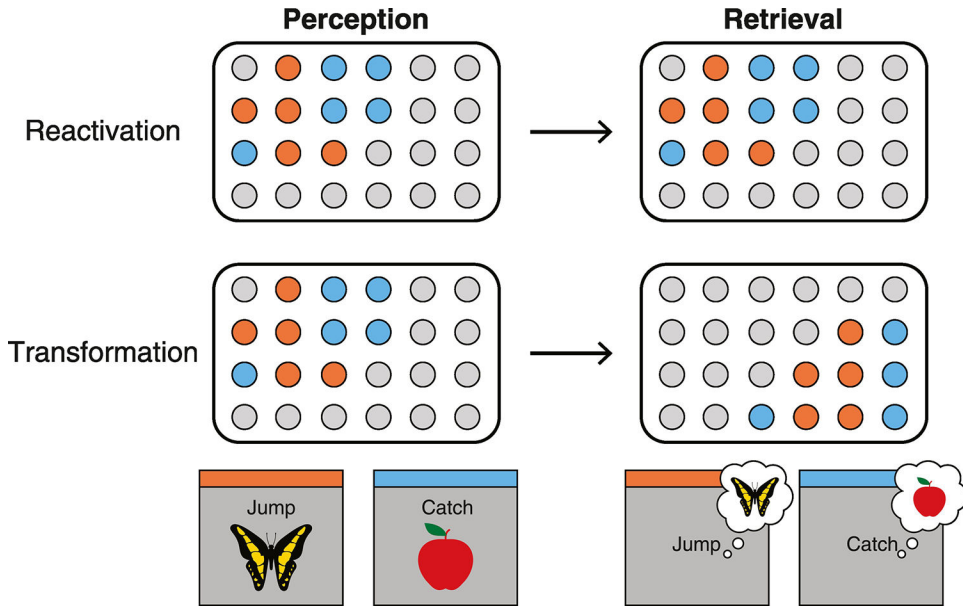 Perception
Retrieval
Reactivation
Transformation
Jump
Catch
Jump
Catch